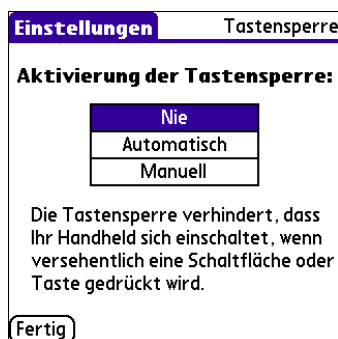 Einstellungen Tastensperre
Aktivierung der Tastensperre:
Nie
Automatisch
Manuell
Die Tastensperre verhindert, dass
Ihr Handheld sich einschaltet, wenn
versehentlich eine Schaltfläche oder
Taste gedrückt wird.
Fertig